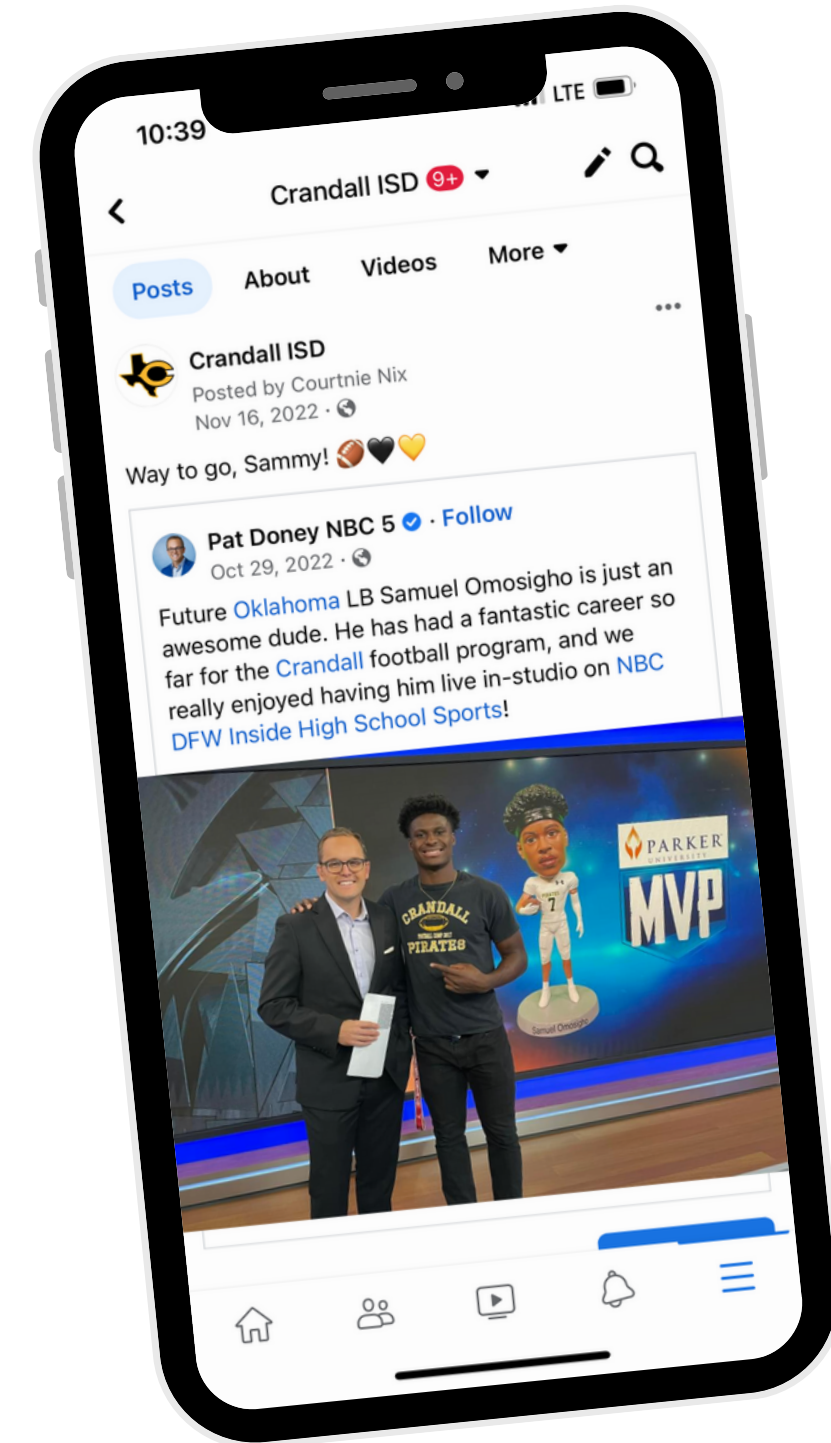 10:39
LTE
Crandall ISD 9+
Posts
About
Videos
More
Crandall ISD
Posted by Courtnie Nix
Nov 16, 2022 ·
Way to go, Sammy! 🏈🖤💛
Pat Doney NBC 5 · Follow
Oct 29, 2022 ·
Future Oklahoma LB Samuel Omosigho is just an
awesome dude. He has had a fantastic career so
far for the Crandall football program, and we
really enjoyed having him live in-studio on NBC
DFW Inside High School Sports!
PARKER
UNIVERSITY
MVP
CRANDALL
PIRATES
7
Samuel Omosigho